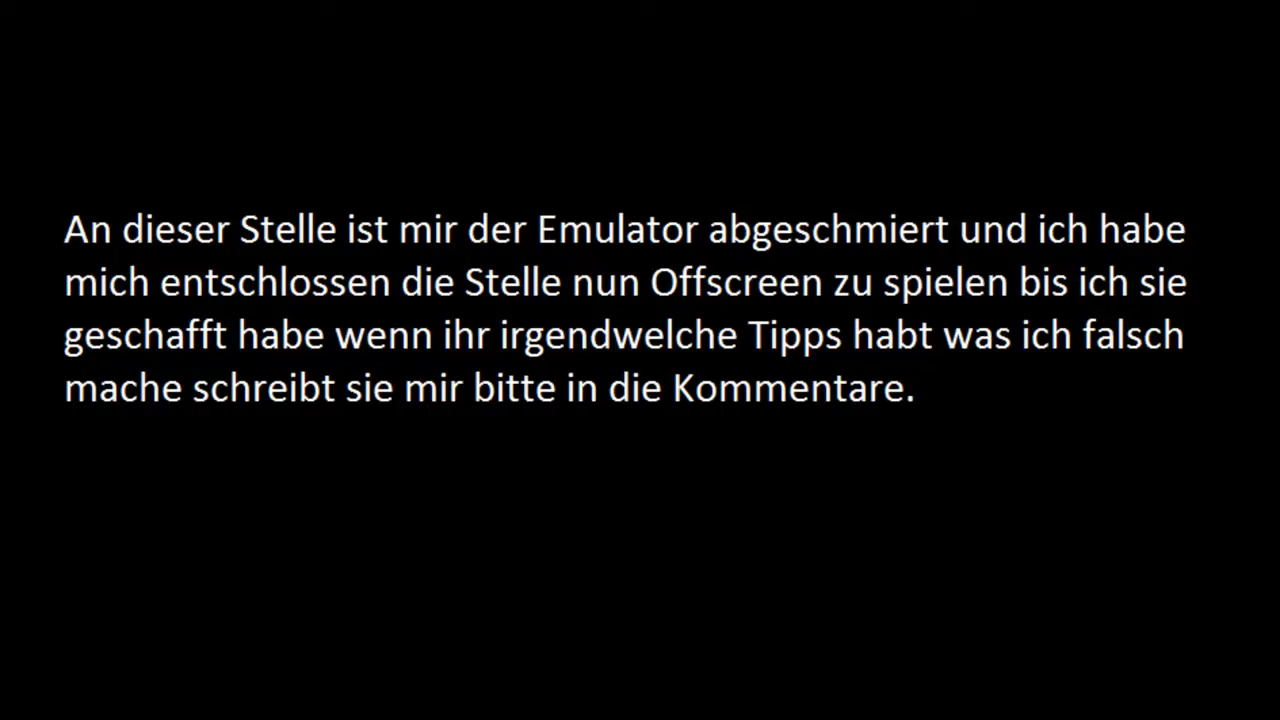 An dieser Stelle ist mir der Emulator abgeschmiert und ich habe
mich entschlossen die Stelle nun Offscreen zu spielen bis ich sie
geschafft habe wenn ihr irgendwelche Tipps habt was ich falsch
mache schreibt sie mir bitte in die Kommentare.